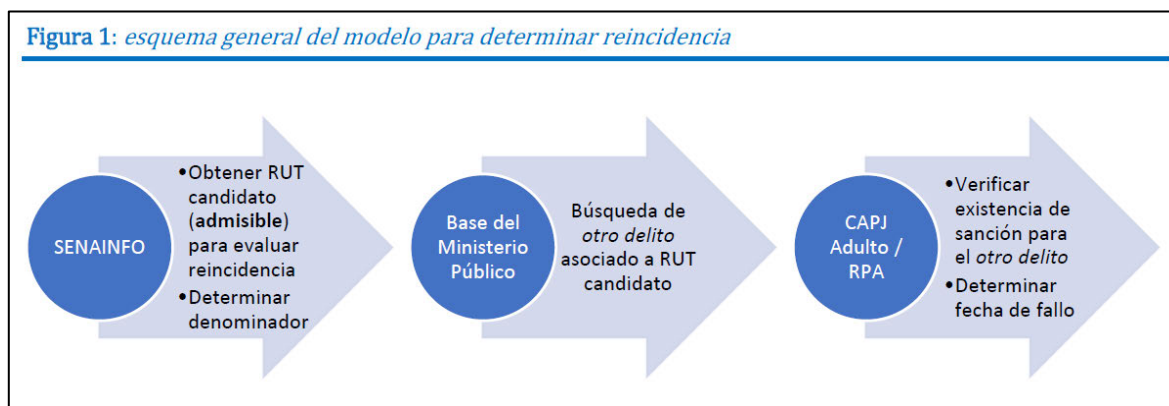 Figura 1: esquema general del modelo para determinar reincidencia
SENAINFO
•Obtener RUT
candidato
(admisible)
para evaluar
reincidencia
•Determinar
denominador
Base del
Ministerio
Público
Búsqueda de
otro delito
asociado a RUT
candidato
CAPJ
Adulto /
RPA
•Verificar
existencia de
sanción para
el otro delito
•Determinar
fecha de fallo